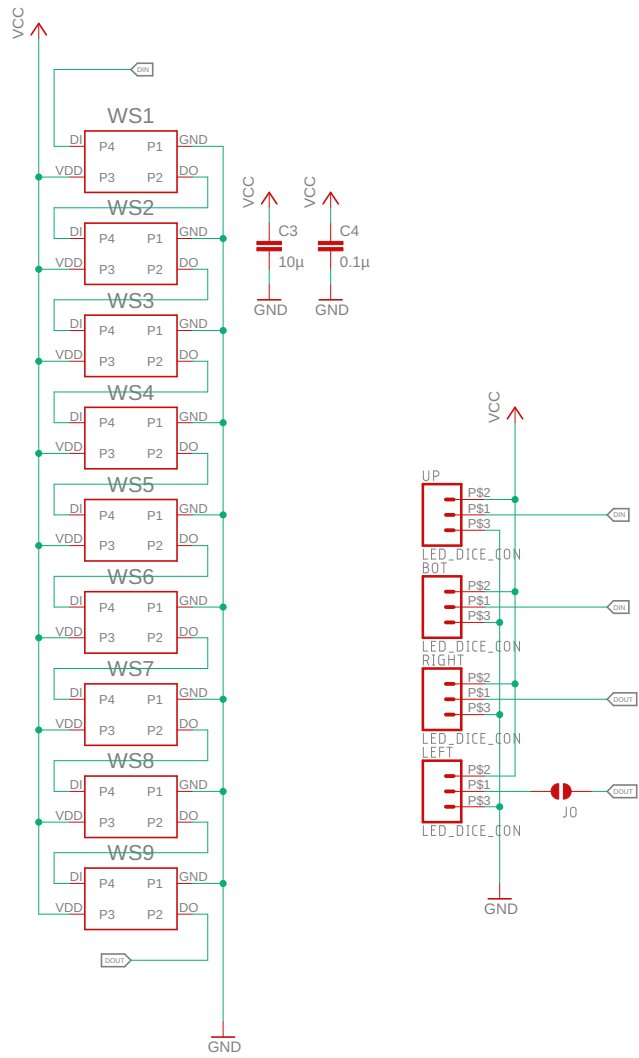 VCC
DIN
WS1
DI P4 P1 GND
VDD P3 P2 DO
WS2
DI P4 P1 GND
VDD P3 P2 DO
WS3
DI P4 P1 GND
VDD P3 P2 DO
WS4
DI P4 P1 GND
VDD P3 P2 DO
WS5
DI P4 P1 GND
VDD P3 P2 DO
WS6
DI P4 P1 GND
VDD P3 P2 DO
WS7
DI P4 P1 GND
VDD P3 P2 DO
WS8
DI P4 P1 GND
VDD P3 P2 DO
WS9
DI P4 P1 GND
VDD P3 P2 DO
DOUT
GND
VCC
C3
10µ
GND
VCC
C4
0.1µ
GND
VCC
UP
P$2
P$1
DIN
P$3
LED_DICE_CON
BOT
P$2
P$1
DIN
P$3
LED_DICE_CON
RIGHT
P$2
P$1
DOUT
P$3
LED_DICE_CON
LEFT
P$2
P$1
DOUT
P$3
JO
LED_DICE_CON
GND